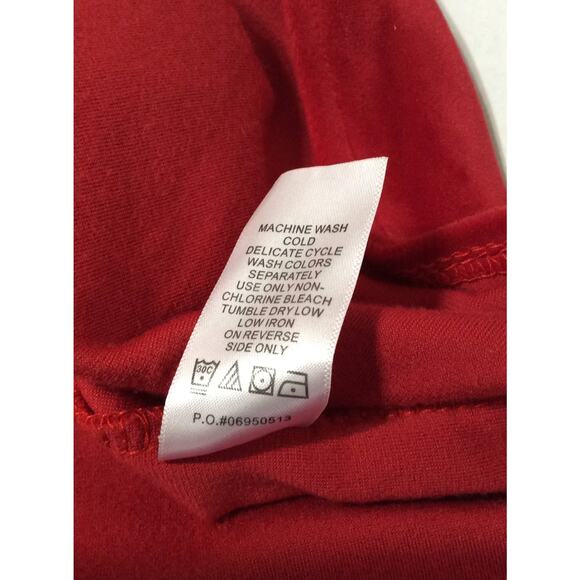 MACHINE WASH
COLD
DELICATE CYCLE
WASH COLORS
SEPARATELY
USE ONLY NON-
CHLORINE BLEACH
TUMBLE DRY LOW
LOW IRON
ON REVERSE
SIDE ONLY
30C
P.O.#06950513